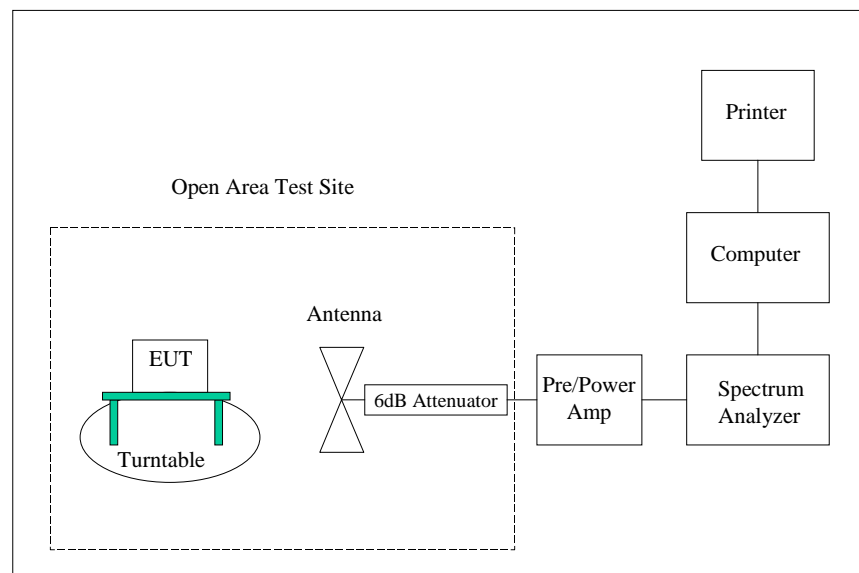 Printer
Open Area Test Site
Computer
Antenna
EUT
6dB Attenuator
Pre/Power
Amp
Spectrum
Analyzer
Turntable